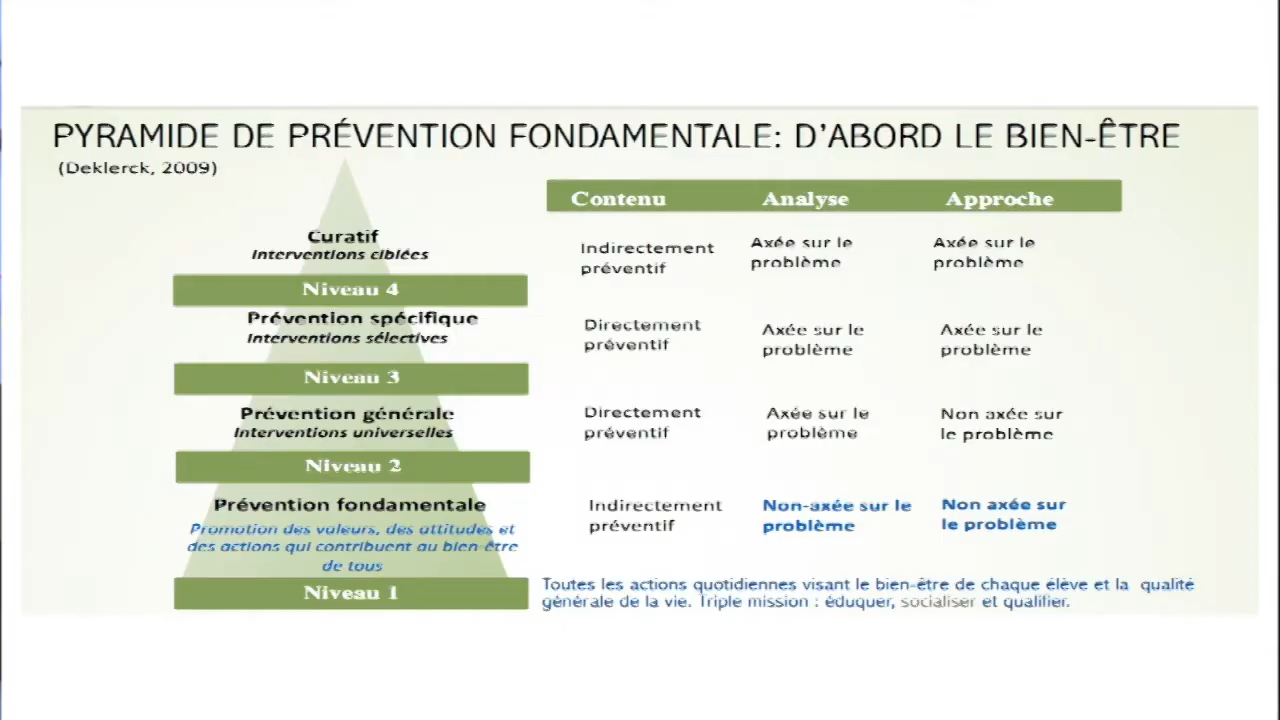 PYRAMIDE DE PRÉVENTION FONDAMENTALE: D'ABORD LE BIEN-ÊTRE
(Deklerck, 2009)
Contenu Analyse Approche
Curatif
Interventions ciblées
Indirectement
préventif
Axée sur le
problème
Axée sur le
problème
Niveau 4
Prévention spécifique
Interventions sélectives
Directement
préventif
Axée sur le
problème
Axée sur le
problème
Niveau 3
Prévention générale
Interventions universelles
Directement
préventif
Axée sur le
problème
Non axée sur
le problème
Niveau 2
Prévention fondamentale
Promotion des valeurs, des attitudes et
des actions qui contribuent au bien-être
de tous
Indirectement
préventif
Non-axée sur le
problème
Non axée sur
le problème
Niveau 1
Toutes les actions quotidiennes visant le bien-être de chaque élève et la qualité
générale de la vie. Triple mission : éduquer, socialiser et qualifier.